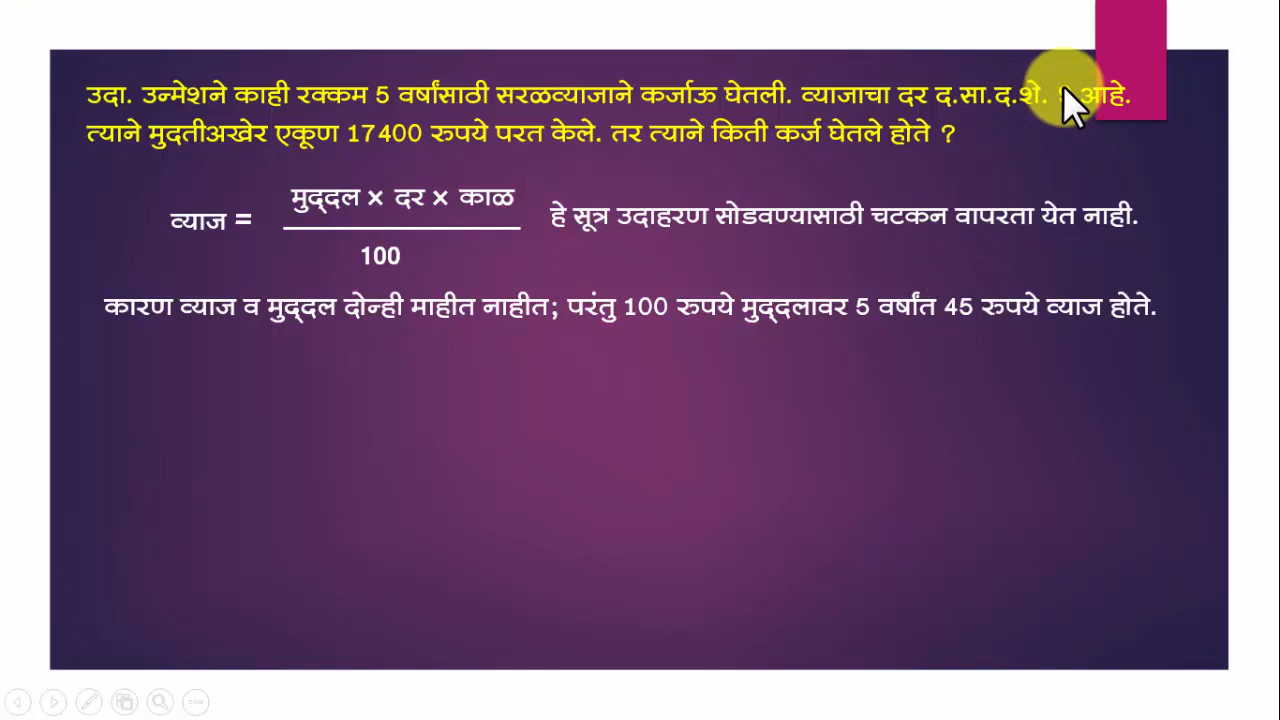 उदा. उन्मेशने काही रक्कम 5 वर्षांसाठी सरळव्याजाने कर्जाऊ घेतली. व्याजाचा दर द.सा.द.शे. आहे.
त्याने मुदतीअखेर एकूण 17400 रुपये परत केले. तर त्याने किती कर्ज घेतले होते ?
व्याज = मुद्दल × दर × काळ हे सूत्र उदाहरण सोडवण्यासाठी चटकन वापरता येत नाही.
100
कारण व्याज व मुद्दल दोन्ही माहीत नाहीत; परंतु 100 रुपये मुद्दलावर 5 वर्षांत 45 रुपये व्याज होते.